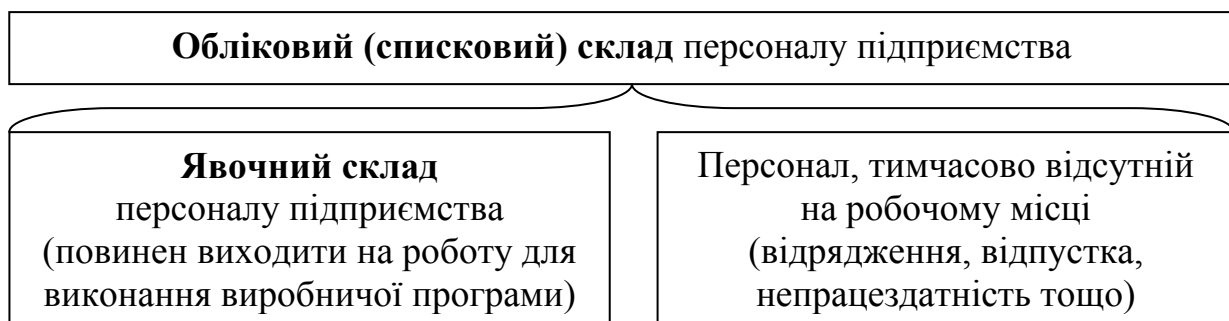 Обліковий (списковий) склад персоналу підприємства
Явочний склад
персоналу підприємства
(повинен виходити на роботу для
виконання виробничої програми)
Персонал, тимчасово відсутній
на робочому місці
(відрядження, відпустка,
непрацездатність тощо)